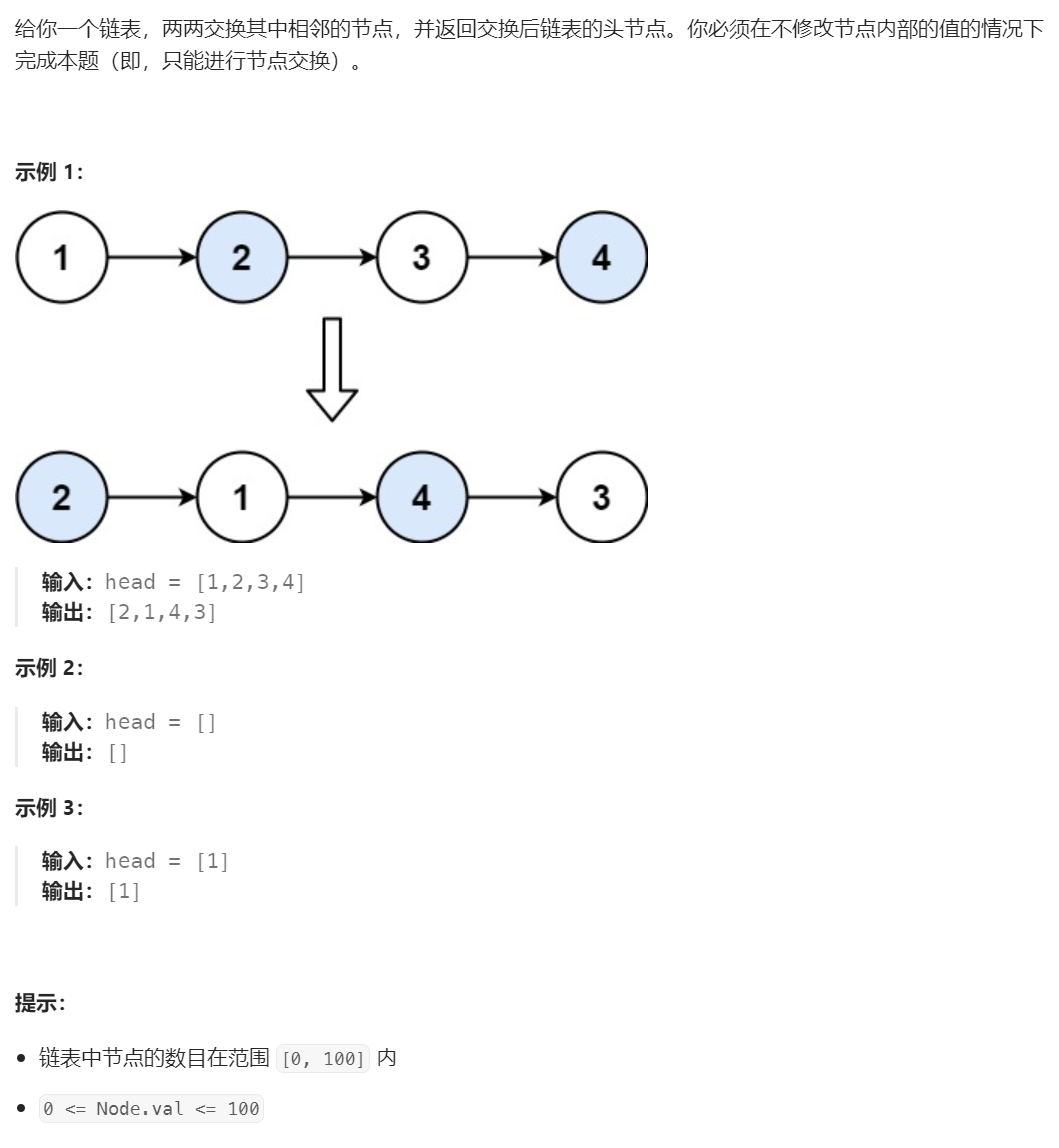 给你一个链表，两两交换其中相邻的节点，并返回交换后链表的头节点。你必须在不修改节点内部的值的情况下
完成本题（即，只能进行节点交换）。
示例 1：
1 2 3 4
2 1 4 3
输入：head = [1,2,3,4]
输出：[2,1,4,3]
示例 2：
输入：head = []
输出：[]
示例 3：
输入：head = [1]
输出：[1]
提示：
• 链表中节点的数目在范围 [0, 100] 内
• 0 <= Node.val <= 100